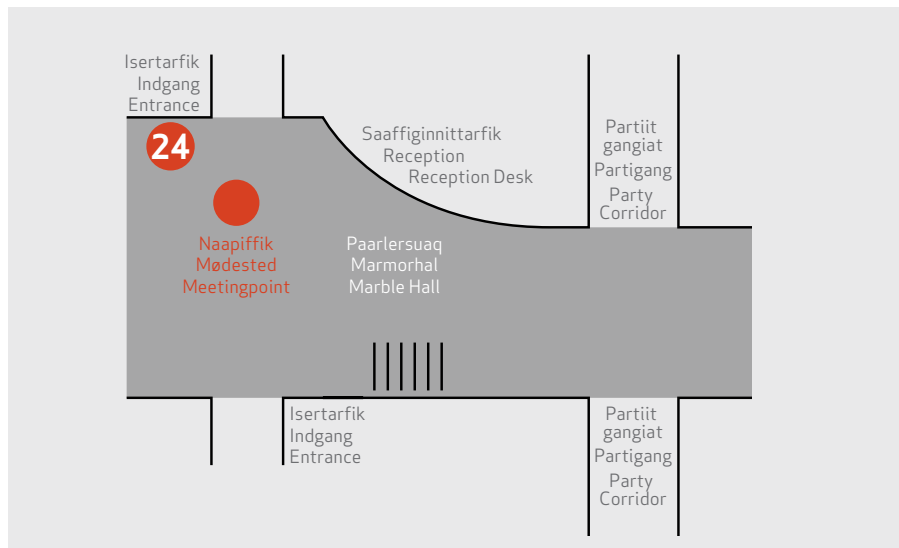 Isertarfik
Indgang
Entrance
24
Saaffiginnittarfik
Reception
Reception Desk
Partiit
gangiat
Partigang
Party
Corridor
Naapiffik
Mødested
Meetingpoint
Paarlersuaq
Marmorhal
Marble Hall
Isertarfik
Indgang
Entrance
Partiit
gangiat
Partigang
Party
Corridor